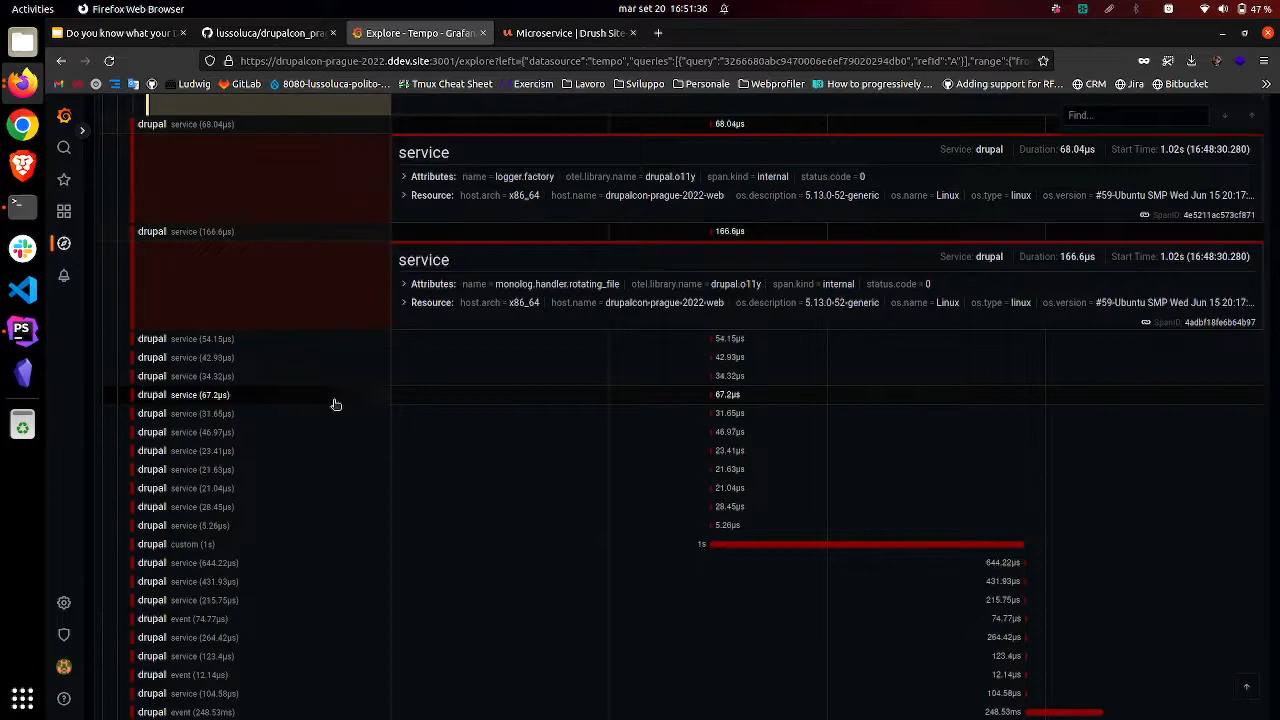 Activities
Firefox Web Browser
mar set 20 16:51:36
47 %
Do you know what your D
lussoluca/drupalcon_pra
Explore - Tempo - Grafan
Microservice | Drush Site
https://drupalcon-prague-2022.ddev.site:3001/explore?left={"datasource":"tempo","queries":[{"query":"3266680abc9470006e6ef79020294db0","refId":"A"}],"range":{"fro
Ludwig
GitLab
8080-lussoluca-polito-...
Tmux Cheat Sheet
Exercism
Lavoro
Sviluppo
Personale
Webprofiler
How to progressively ...
Adding support for RF...
CRM
Jira
Bitbucket
Find...
drupal service (68.04µs) 68.04µs
service Service: drupal Duration: 68.04µs Start Time: 1.02s (16:48:30.280)
Attributes: name = logger.factory otel.library.name = drupal.o11y span.kind = internal status.code = 0
Resource: host.arch = x86_64 host.name = drupalcon-prague-2022-web os.description = 5.13.0-52-generic os.name = Linux os.type = linux os.version = #59-Ubuntu SMP Wed Jun 15 20:17:...
SpanID: 4e5211ac573cf871
drupal service (166.6µs) 166.6µs
service Service: drupal Duration: 166.6µs Start Time: 1.02s (16:48:30.280)
Attributes: name = monolog.handler.rotating_file otel.library.name = drupal.o11y span.kind = internal status.code = 0
Resource: host.arch = x86_64 host.name = drupalcon-prague-2022-web os.description = 5.13.0-52-generic os.name = Linux os.type = linux os.version = #59-Ubuntu SMP Wed Jun 15 20:17:...
SpanID: 4adbf18fe6b64b97
drupal service (54.15µs) 54.15µs
drupal service (42.93µs) 42.93µs
drupal service (34.32µs) 34.32µs
drupal service (67.2µs) 67.2µs
drupal service (31.65µs) 31.65µs
drupal service (46.97µs) 46.97µs
drupal service (23.41µs) 23.41µs
drupal service (21.63µs) 21.63µs
drupal service (21.04µs) 21.04µs
drupal service (28.45µs) 28.45µs
drupal service (5.26µs) 5.26µs
drupal custom (1s) 1s
drupal service (644.22µs) 644.22µs
drupal service (431.93µs) 431.93µs
drupal service (215.75µs) 215.75µs
drupal event (74.77µs) 74.77µs
drupal service (264.42µs) 264.42µs
drupal service (123.4µs) 123.4µs
drupal event (12.14µs) 12.14µs
drupal service (104.58µs) 104.58µs
drupal event (248.53ms) 248.53ms